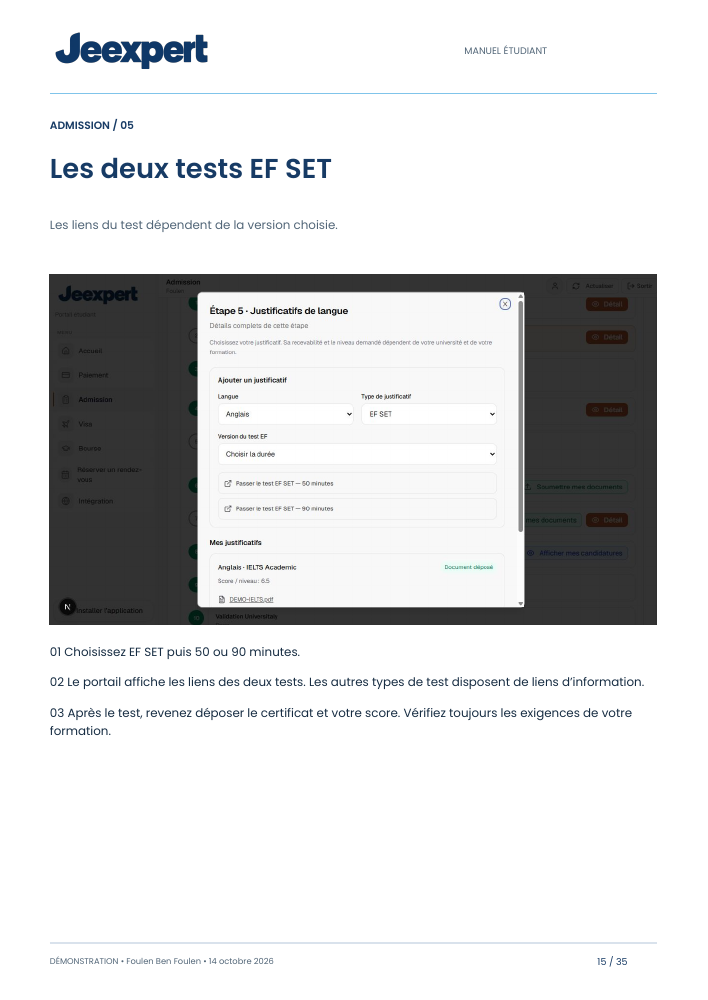 Jeexpert
MANUEL ÉTUDIANT
ADMISSION / 05
Les deux tests EF SET
Les liens du test dépendent de la version choisie.
Jeexpert
Portail étudiant
Accueil
Paiement
Admission
Visa
Bourse
Réserver un rendez-
vous
Intégration
Installer l'application
N
Admission
Foulen
Actualiser
Sortir
Détail
Détail
Détail
Soumettre mes documents
mes documents
Détail
Afficher mes candidatures
Validation Universitais
Étape 5 · Justificatifs de langue
Détails complets de cette étape
Choisissez votre justificatif. Sa recevabilité et le niveau demandé dépendent de votre université et de votre
formation.
Ajouter un justificatif
Langue
Type de justificatif
Anglais
EF SET
Version du test EF
Choisir la durée
Passer le test EF SET — 50 minutes
Passer le test EF SET — 90 minutes
Mes justificatifs
Anglais · IELTS Academic
Document déposé
Score / niveau : 6.5
DEMO-IELTS.pdf
01 Choisissez EF SET puis 50 ou 90 minutes.
02 Le portail affiche les liens des deux tests. Les autres types de test disposent de liens d’information.
03 Après le test, revenez déposer le certificat et votre score. Vérifiez toujours les exigences de votre
formation.
DÉMONSTRATION • Foulen Ben Foulen • 14 octobre 2026
15 / 35